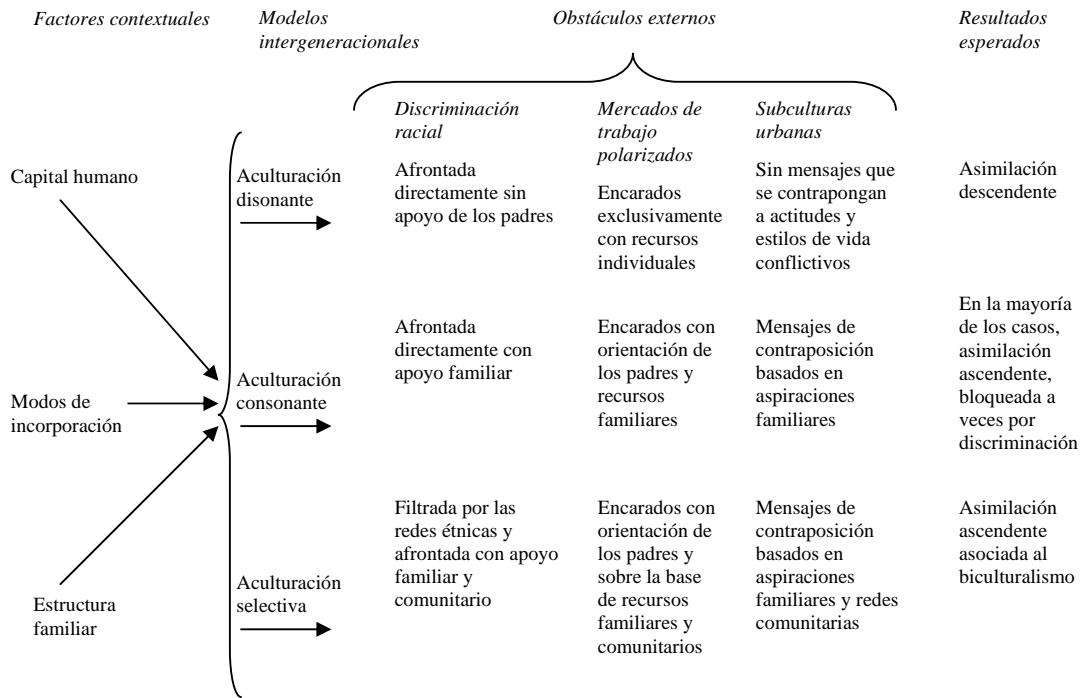 Factores contextuales
Modelos
intergeneracionales
Obstáculos externos
Resultados
esperados
Discriminación
racial
Mercados de
trabajo
polarizados
Subculturas
urbanas
Capital humano
Modos de
incorporación
Estructura
familiar
Aculturación
disonante
Afrontada
directamente sin
apoyo de los padres
Encarados
exclusivamente
con recursos
individuales
Sin mensajes que
se contrapongan
a actitudes y
estilos de vida
conflictivos
Asimilación
descendente
Aculturación
consonante
Afrontada
directamente con
apoyo familiar
Encarados con
orientación de
los padres y
recursos
familiares
Mensajes de
contraposición
basados en
aspiraciones
familiares
En la mayoría
de los casos,
asimilación
ascendente,
bloqueada a
veces por
discriminación
Aculturación
selectiva
Filtrada por las
redes étnicas y
afrontada con apoyo
familiar y
comunitario
Encarados con
orientación de
los padres y
sobre la base
de recursos
familiares y
comunitarios
Mensajes de
contraposición
basados en
aspiraciones
familiares y redes
comunitarias
Asimilación
ascendente
asociada al
biculturalismo